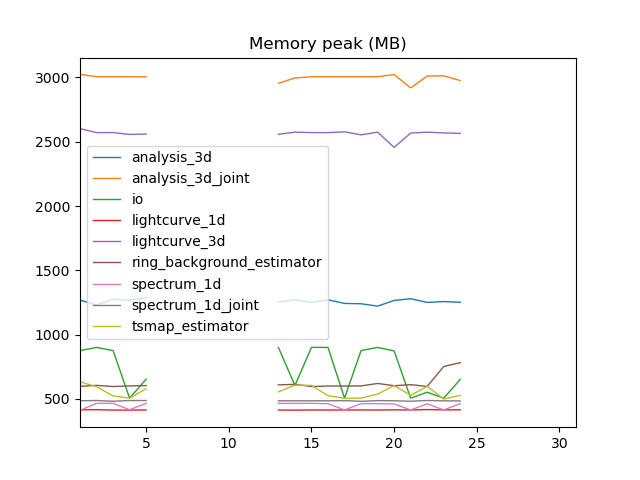 Memory peak (MB)
3000
2500
2000
1500
1000
500
analysis_3d
analysis_3d_joint
io
lightcurve_1d
lightcurve_3d
ring_background_estimator
spectrum_1d
spectrum_1d_joint
tsmap_estimator
5 10 15 20 25 30